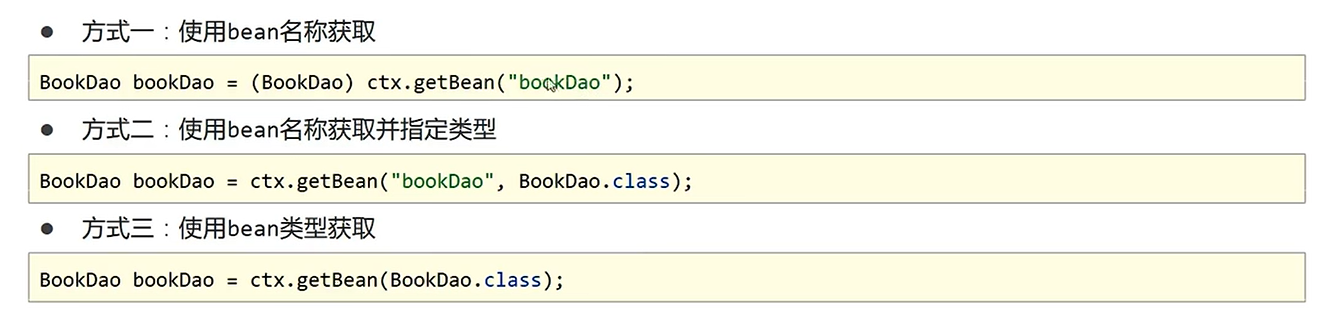 ● 方式一：使用bean名称获取
BookDao bookDao = (BookDao) ctx.getBean("bookDao");
● 方式二：使用bean名称获取并指定类型
BookDao bookDao = ctx.getBean("bookDao", BookDao.class);
● 方式三：使用bean类型获取
BookDao bookDao = ctx.getBean(BookDao.class);